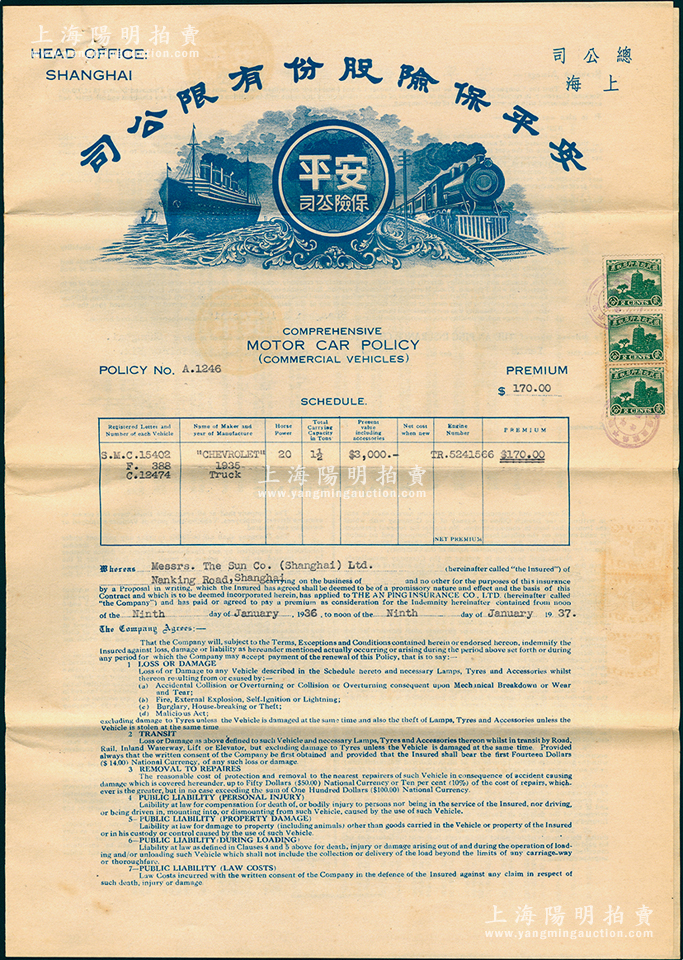 上海陽明拍賣
www.yangmingauction.com
HEAD OFFICE
SHANGHAI
總公司
上海
安平保險股份有限公司
安平
保險公司
2 CENTS
2 CENTS
2 CENTS
COMPREHENSIVE
MOTOR CAR POLICY
(COMMERCIAL VEHICLES)
POLICY No. A.1246
PREMIUM
$ 170.00
SCHEDULE.
Registered Letter and Number of each Vehicle
Name of Maker and year of Manufacture
Horse Power
Total Carrying Capacity in Tons
Present value including accessories
Net cost when new
Engine Number
PREMIUM
S.M.C.15402 "CHEVROLET" 20 1½ $3,000.- TR.5241566 $170.00
F. 388 1935
C.12474 Truck
上海陽明拍賣
www.yangmingauction.com
NET PREMIUM
Whereas Messrs. The Sun Co. (Shanghai) Ltd. (hereinafter called "the Insured") of
Nanking Road, Shanghai carrying on the business of and no other for the purposes of this insurance
by a Proposal in writing, which the Insured has agreed shall be deemed to be of a promissory nature and effect and the basis of this
Contract and which is to be deemed incorporated herein, has applied to THE AN PING INSURANCE CO., LTD. (hereinafter called
"the Company") and has paid or agreed to pay a premium as consideration for the Indemnity hereinafter contained from noon
of the Ninth day of January, 1936, to noon of the Ninth day of January 1937.
The Company Agrees:—
That the Company will, subject to the Terms, Exceptions and Conditions contained herein or endorsed hereon, indemnify the
Insured against loss, damage or liability as hereafter mentioned actually occurring or arising during the period above set forth or during
any period for which the Company may accept payment of the renewal of this Policy, that is to say:—
1 LOSS OR DAMAGE
Loss of or Damage to any Vehicle described in the Schedule hereto and necessary Lamps, Tyres and Accessories whilst
thereon resulting from or caused by:—
(a) Accidental Collision or Overturning or Collision or Overturning consequent upon Mechanical Breakdown or Wear
and Tear;
(b) Fire, External Explosion, Self-Ignition or Lightning;
(c) Burglary, House-breaking or Theft;
(d) Malicious Act;
excluding damage to Tyres unless the Vehicle is damaged at the same time and also the theft of Lamps, Tyres and Accessories unless the
Vehicle is stolen at the same time
2 TRANSIT
Loss or Damage as above defined to such Vehicle and necessary Lamps, Tyres and Accessories thereon whilst in transit by Road,
Rail, Inland Waterway, Lift or Elevator, but excluding damage to Tyres unless the Vehicle is damaged at the same time. Provided
always that the written consent of the Company be first obtained and provided that the Insured shall bear the first Fourteen Dollars
($ 14.00) National Currency, of any such loss or damage.
3 REMOVAL TO REPAIRES
The reasonable cost of protection and removal to the nearest repairers of such Vehicle in consequence of accident causing
damage which is covered hereunder, up to Fifty Dollars ($50.00) National Currency or Ten per cent (10%) of the cost of repairs, which-
ever is the greater, but in no case exceeding the sum of One Hundred Dollars ($100.00) National Currency.
4 PUBLIC LIABILITY (PERSONAL INJURY)
Laibility at law for compensation for death of, or bodily injury to persons not being in the service of the Insured, nor driving,
or being driven in, mounting into, or dismounting from such Vehicle, caused by the use of such Vehicle.
5—PUBLIC LIABILITY (PROPERTY DAMAGE)
Laibility at law for damage to property (including animals) other than goods carried in the Vehicle or property of the Insured
or in his custody or control caused by the use of such Vehicle.
6—PUBLIC LIABILITY (DURING LOADING)
Liability at law as defined in Clauses 4 and 5 above for death, injury or damage arising out of and during the operation of load-
ing and/or unloading such Vehicle which shall not include the collection or delivery of the load beyond the limits of any carriage-way
or thoroughfare.
7—PUBLIC LIABILITY (LAW COSTS)
Law Costs incurred with the written consent of the Company in the defence of the Insured against any claim in respect of
such death, injury or damage.
上海陽明拍賣
www.yangmingauction.com